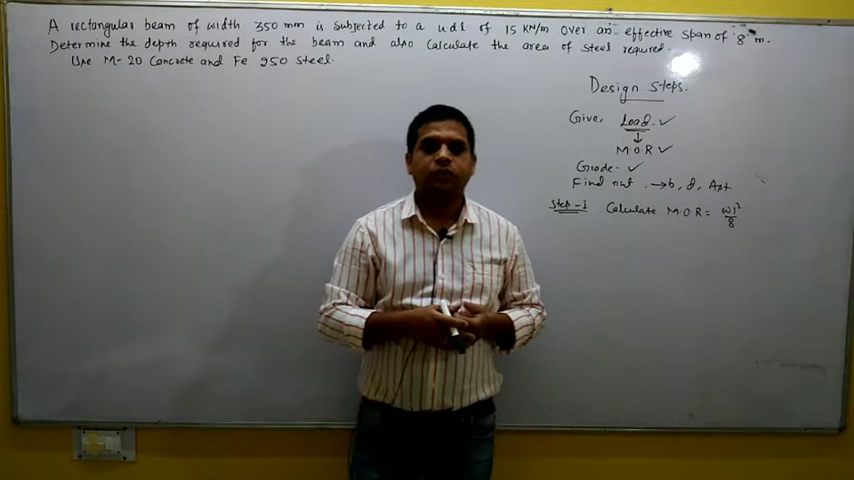 A rectangular beam of width 350 mm is subjected to a udl of 15 KN/m over an effective span of 8 m.
Determine the depth required for the beam and also calculate the area of steel required.
Use M-20 Concrete and Fe 250 Steel.
Design Steps.
Give, Load. ✓
↓
M.O.R ✓
Grade - ✓
Find out → b, d, Ast
Step-1 Calculate M.O.R = wl²/8